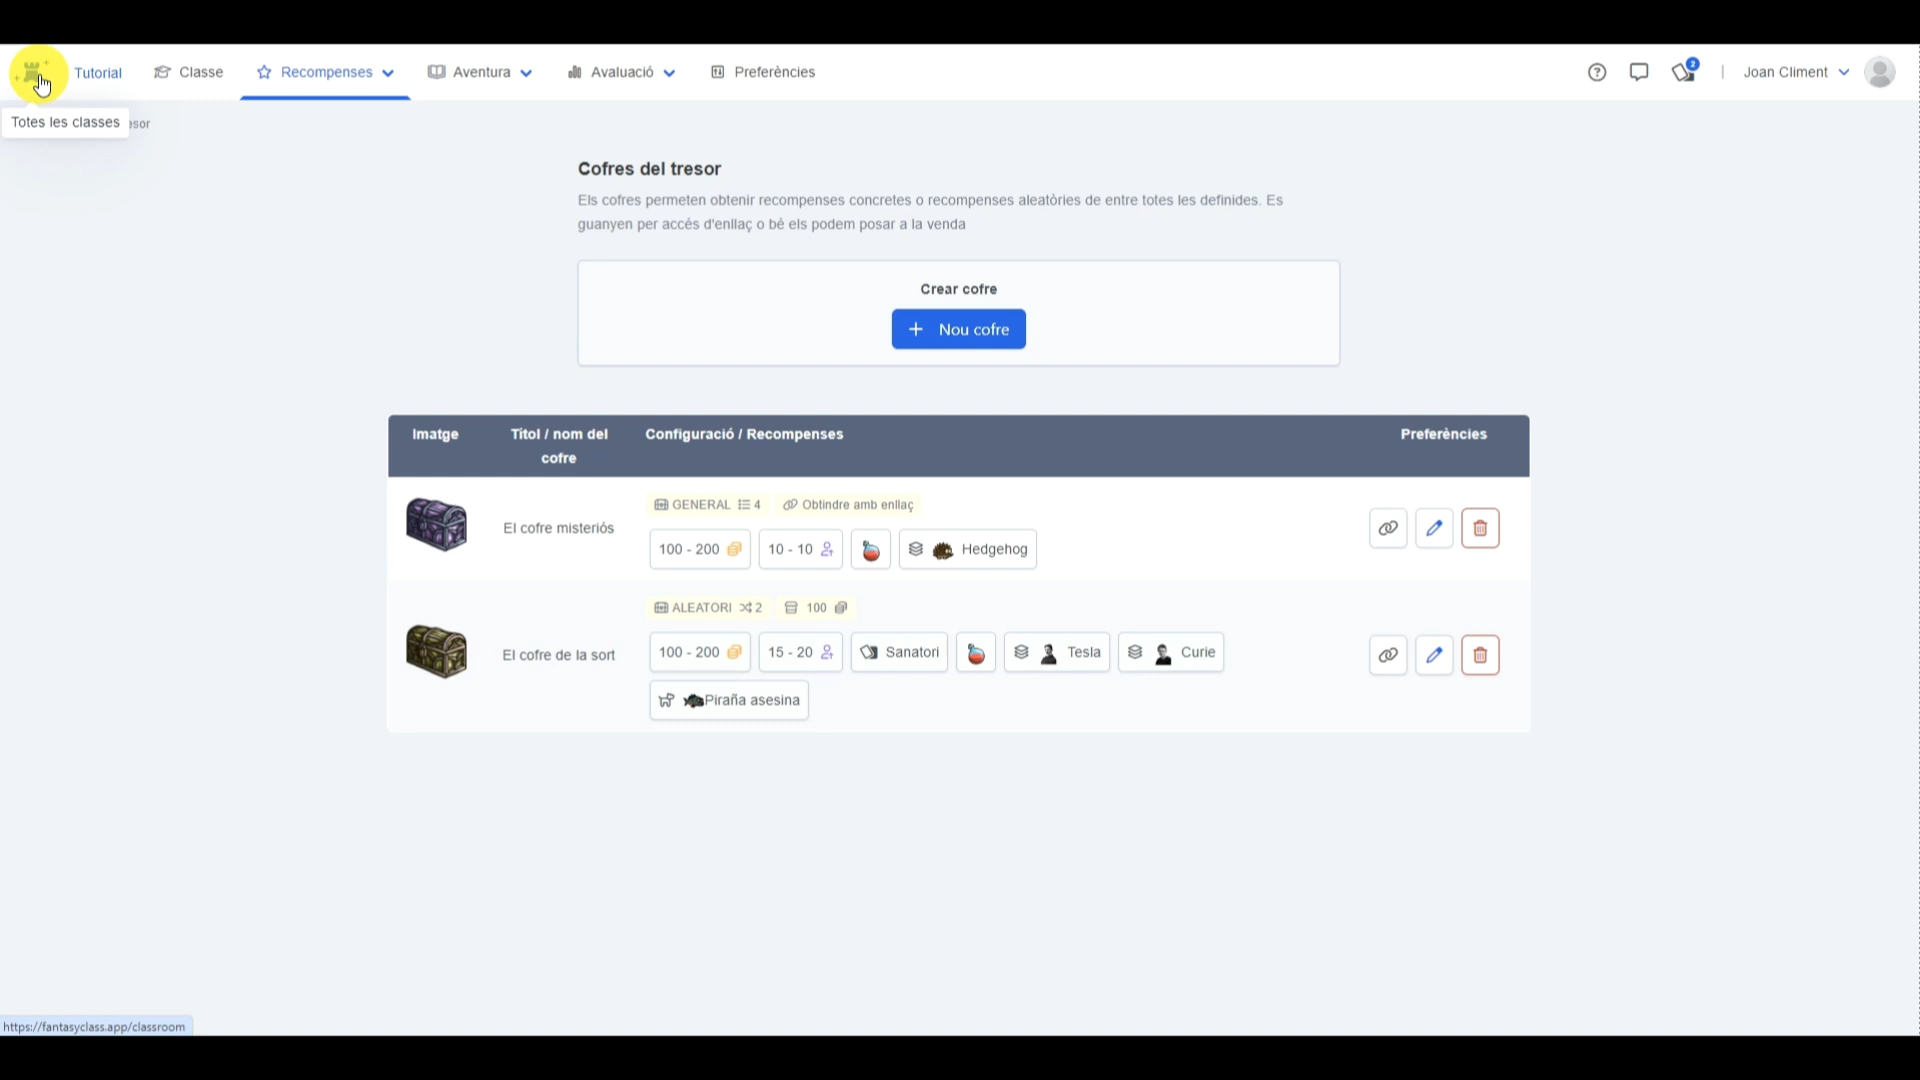 Tutorial
Classe
Recompenses
Aventura
Avaluació
Preferències
2
Joan Climent
Totes les classes
esor
Cofres del tresor
Els cofres permeten obtenir recompenses concretes o recompenses aleatòries de entre totes les definides. Es
guanyen per accés d'enllaç o bé els podem posar a la venda
Crear cofre
+ Nou cofre
Imatge
Títol / nom del
cofre
Configuració / Recompenses
Preferències
El cofre misteriós
GENERAL 4
Obtindre amb enllaç
100 - 200
10 - 10
Hedgehog
El cofre de la sort
ALEATORI 2
100
100 - 200
15 - 20
Sanatori
Tesla
Curie
Piraña asesina
https://fantasyclass.app/classroom